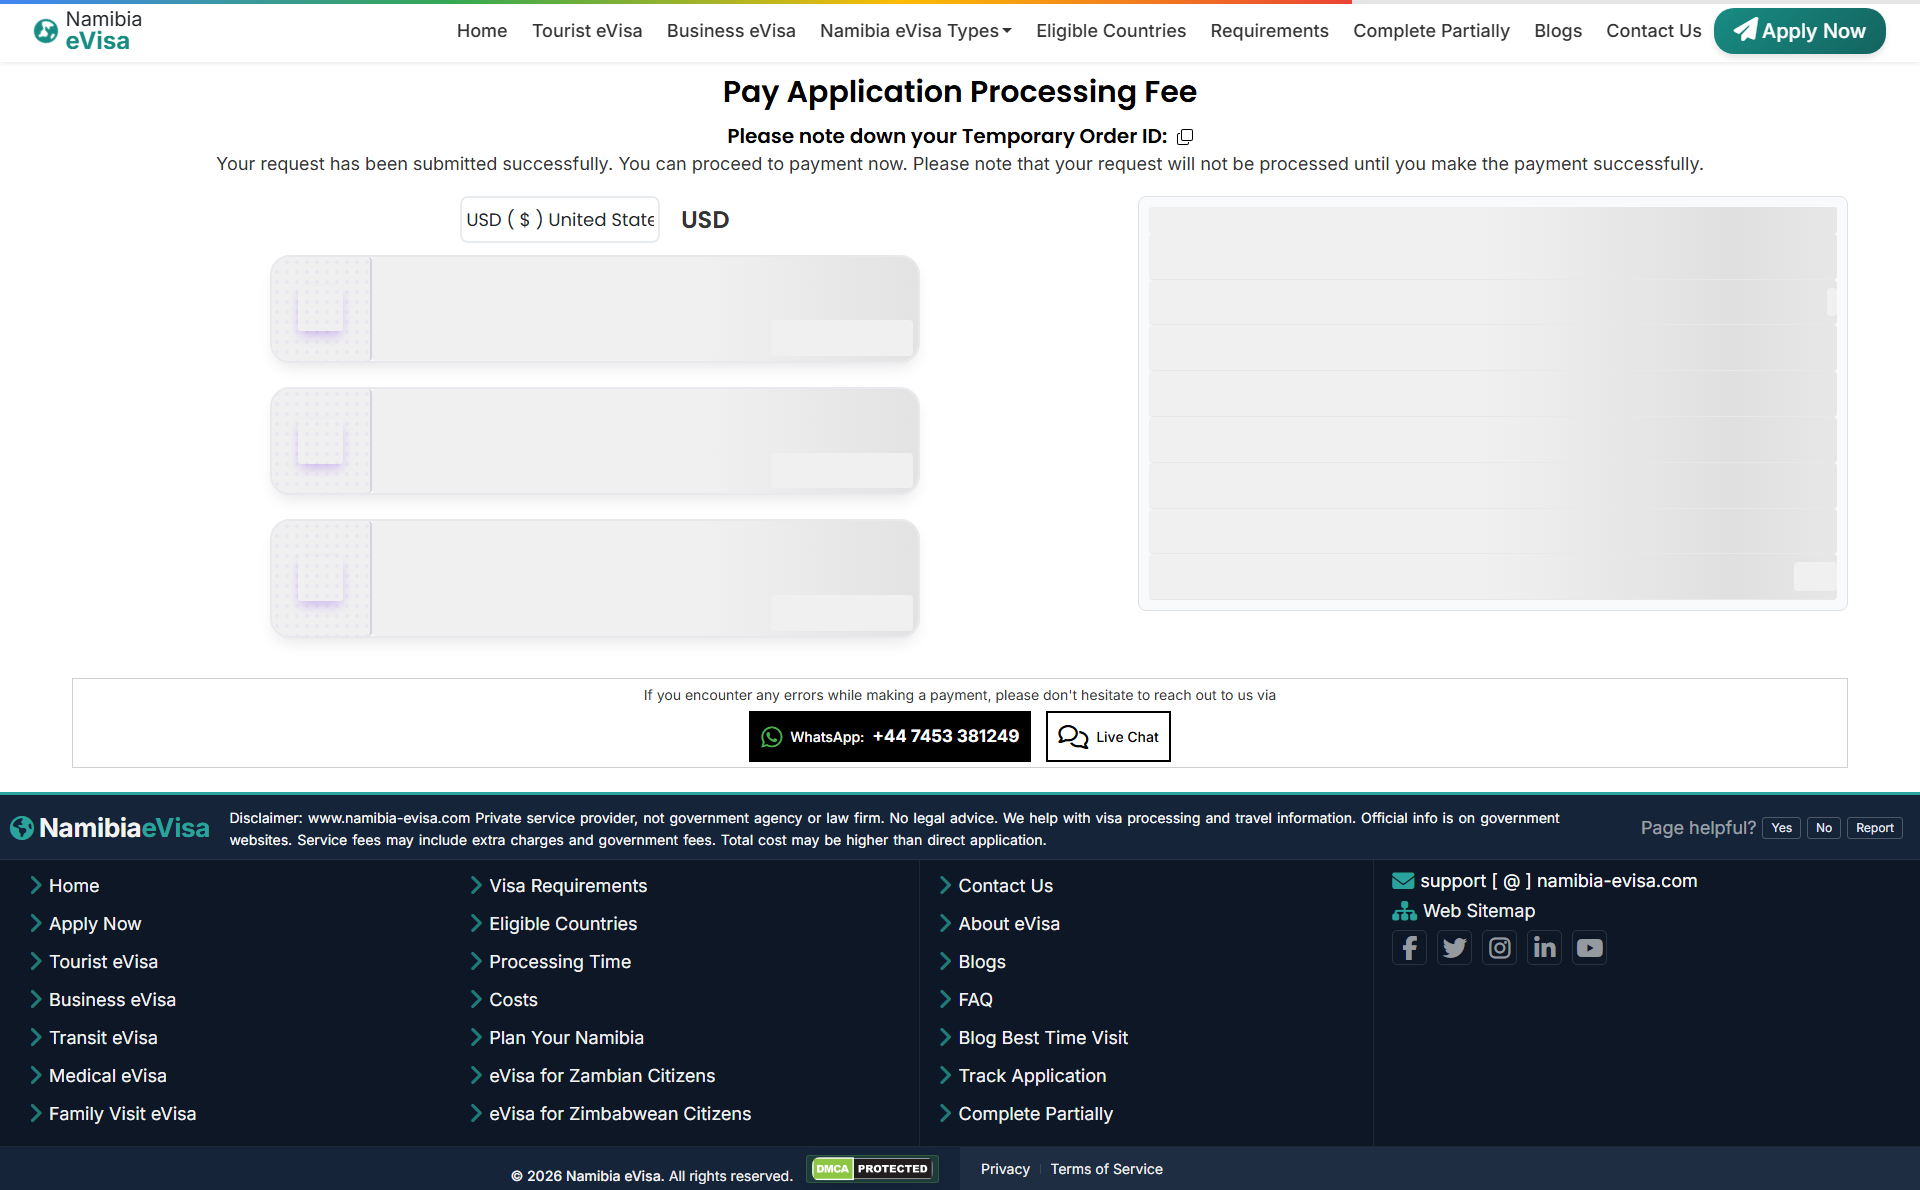 Namibia
eVisa
Home
Tourist eVisa
Business eVisa
Namibia eVisa Types
Eligible Countries
Requirements
Complete Partially
Blogs
Contact Us
Apply Now
Pay Application Processing Fee
Please note down your Temporary Order ID:
Your request has been submitted successfully. You can proceed to payment now. Please note that your request will not be processed until you make the payment successfully.
USD ( $ ) United State
USD
If you encounter any errors while making a payment, please don't hesitate to reach out to us via
WhatsApp: +44 7453 381249
Live Chat
NamibiaeVisa
Disclaimer: www.namibia-evisa.com Private service provider, not government agency or law firm. No legal advice. We help with visa processing and travel information. Official info is on government
websites. Service fees may include extra charges and government fees. Total cost may be higher than direct application.
Page helpful?
Yes
No
Report
Home
Apply Now
Tourist eVisa
Business eVisa
Transit eVisa
Medical eVisa
Family Visit eVisa
Visa Requirements
Eligible Countries
Processing Time
Costs
Plan Your Namibia
eVisa for Zambian Citizens
eVisa for Zimbabwean Citizens
Contact Us
About eVisa
Blogs
FAQ
Blog Best Time Visit
Track Application
Complete Partially
support [ @ ] namibia-evisa.com
Web Sitemap
© 2026 Namibia eVisa. All rights reserved.
DMCA PROTECTED
Privacy
Terms of Service